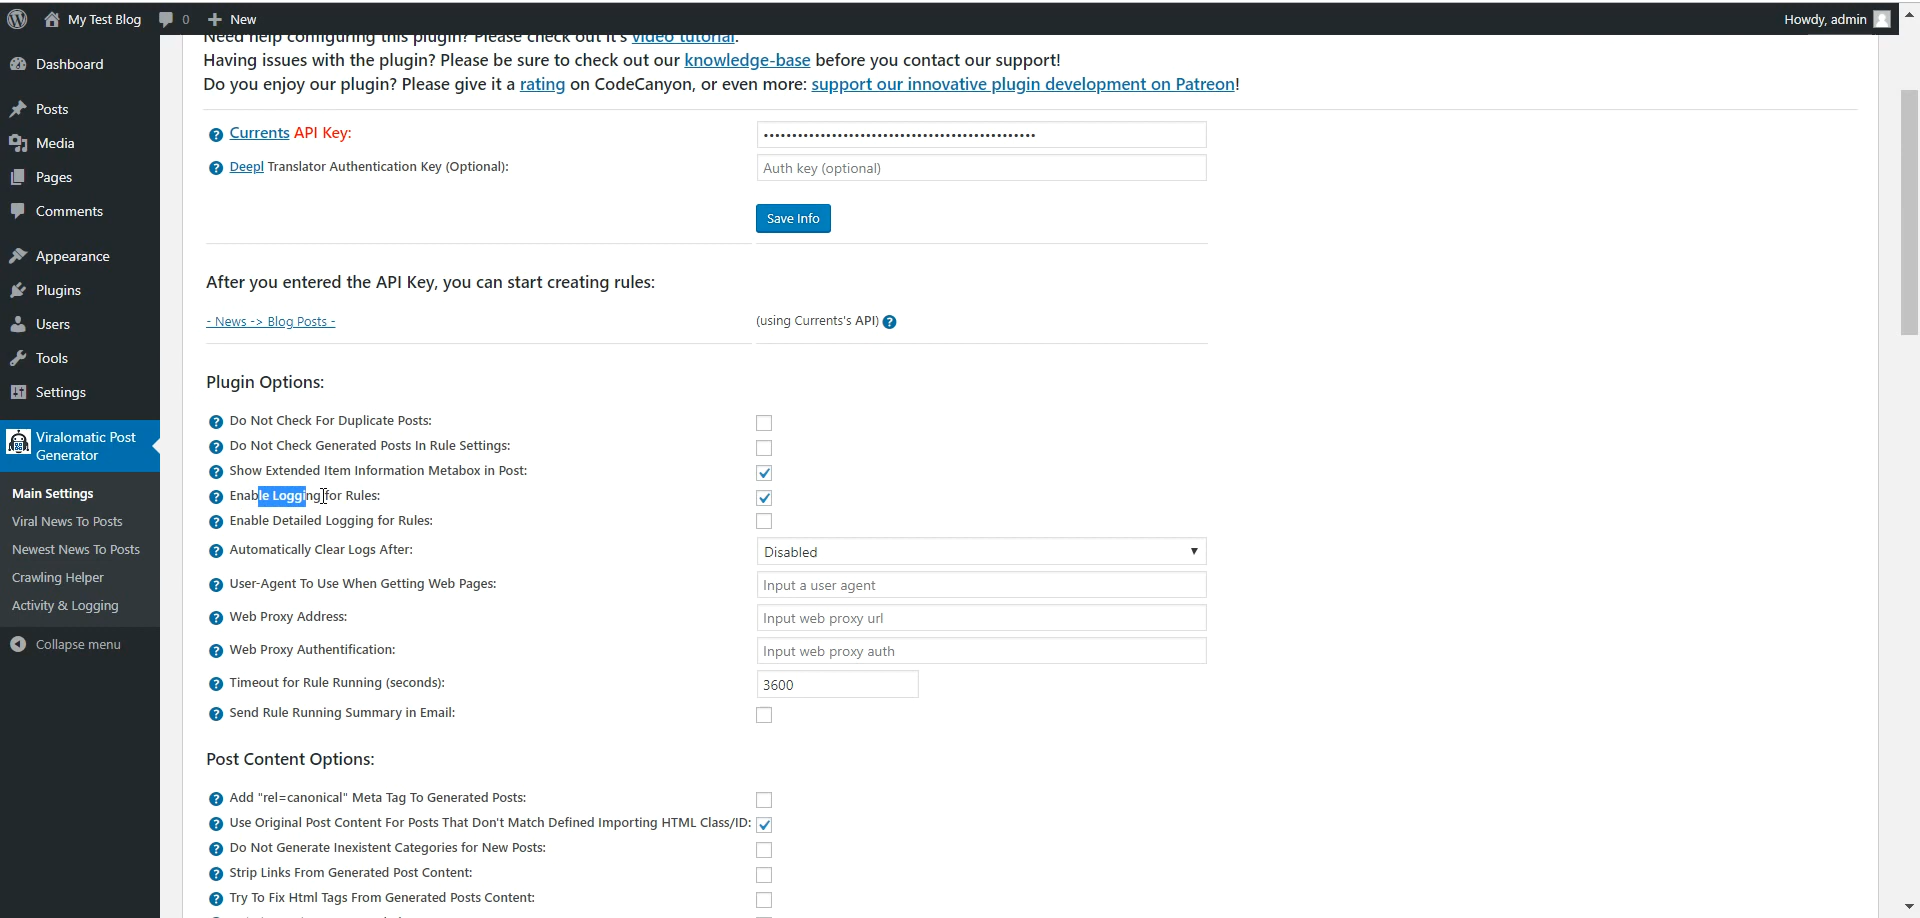 My Test Blog 0 New Howdy, admin
Need help configuring this plugin? Please check out it's video tutorial.
Having issues with the plugin? Please be sure to check out our knowledge-base before you contact our support!
Do you enjoy our plugin? Please give it a rating on CodeCanyon, or even more: support our innovative plugin development on Patreon!
Dashboard
Posts
Media
Pages
Comments
Appearance
Plugins
Users
Tools
Settings
Viralomatic Post
Generator
Main Settings
Viral News To Posts
Newest News To Posts
Crawling Helper
Activity & Logging
Collapse menu
Currents API Key: ••••••••••••••••••••••••••••••••••••••••••••••••
Deepl Translator Authentication Key (Optional): Auth key (optional)
Save Info
After you entered the API Key, you can start creating rules:
- News -> Blog Posts - (using Currents's API)
Plugin Options:
Do Not Check For Duplicate Posts:
Do Not Check Generated Posts In Rule Settings:
Show Extended Item Information Metabox in Post:
Enable Logging for Rules:
Enable Detailed Logging for Rules:
Automatically Clear Logs After: Disabled
User-Agent To Use When Getting Web Pages: Input a user agent
Web Proxy Address: Input web proxy url
Web Proxy Authentification: Input web proxy auth
Timeout for Rule Running (seconds): 3600
Send Rule Running Summary in Email:
Post Content Options:
Add "rel=canonical" Meta Tag To Generated Posts:
Use Original Post Content For Posts That Don't Match Defined Importing HTML Class/ID:
Do Not Generate Inexistent Categories for New Posts:
Strip Links From Generated Post Content:
Try To Fix Html Tags From Generated Posts Content: